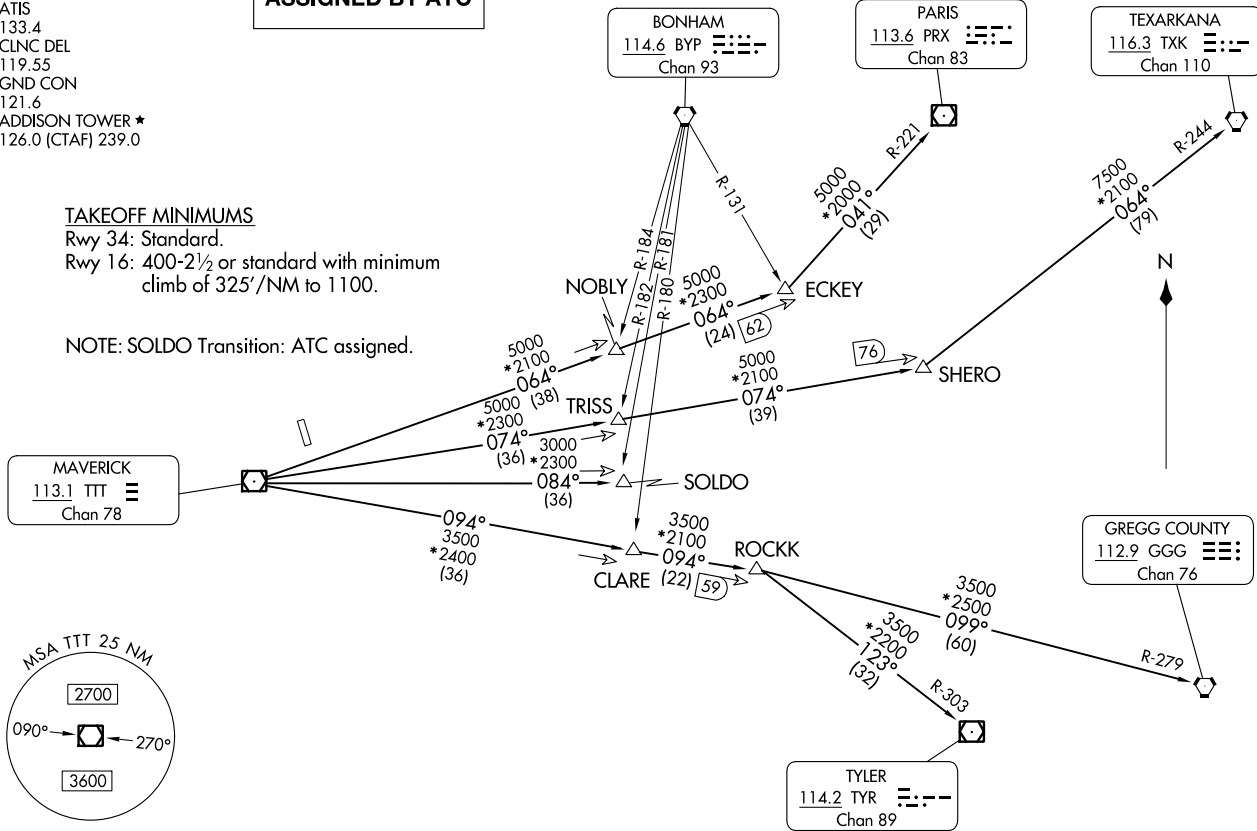 ATIS
133.4
CLNC DEL
119.55
GND CON
121.6
ADDISON TOWER ★
126.0 (CTAF) 239.0
ASSIGNED BY ATC
BONHAM
114.6 BYP
Chan 93
PARIS
113.6 PRX
Chan 83
TEXARKANA
116.3 TXK
Chan 110
TAKEOFF MINIMUMS
Rwy 34: Standard.
Rwy 16: 400-2½ or standard with minimum
climb of 325'/NM to 1100.
NOTE: SOLDO Transition: ATC assigned.
R-221
R-244
R-131
R-184
R-181
R-182
R-180
5000
*2000
041°
(29)
7500
*2100
064°
(79)
N
NOBLY
5000
*2300
064°
(24)
62
ECKEY
5000
*2100
064°
(38)
76
SHERO
5000
*2100
074°
(39)
TRISS
5000
*2300
074°
(36)
3000
*2300
084°
(36)
SOLDO
MAVERICK
113.1 TTT
Chan 78
094°
3500
*2400
(36)
CLARE
3500
*2100
094°
(22)
59
ROCKK
GREGG COUNTY
112.9 GGG
Chan 76
3500
*2500
099°
(60)
R-279
3500
*2200
123°
(32)
R-303
MSA TTT 25 NM
2700
090°
270°
3600
TYLER
114.2 TYR
Chan 89